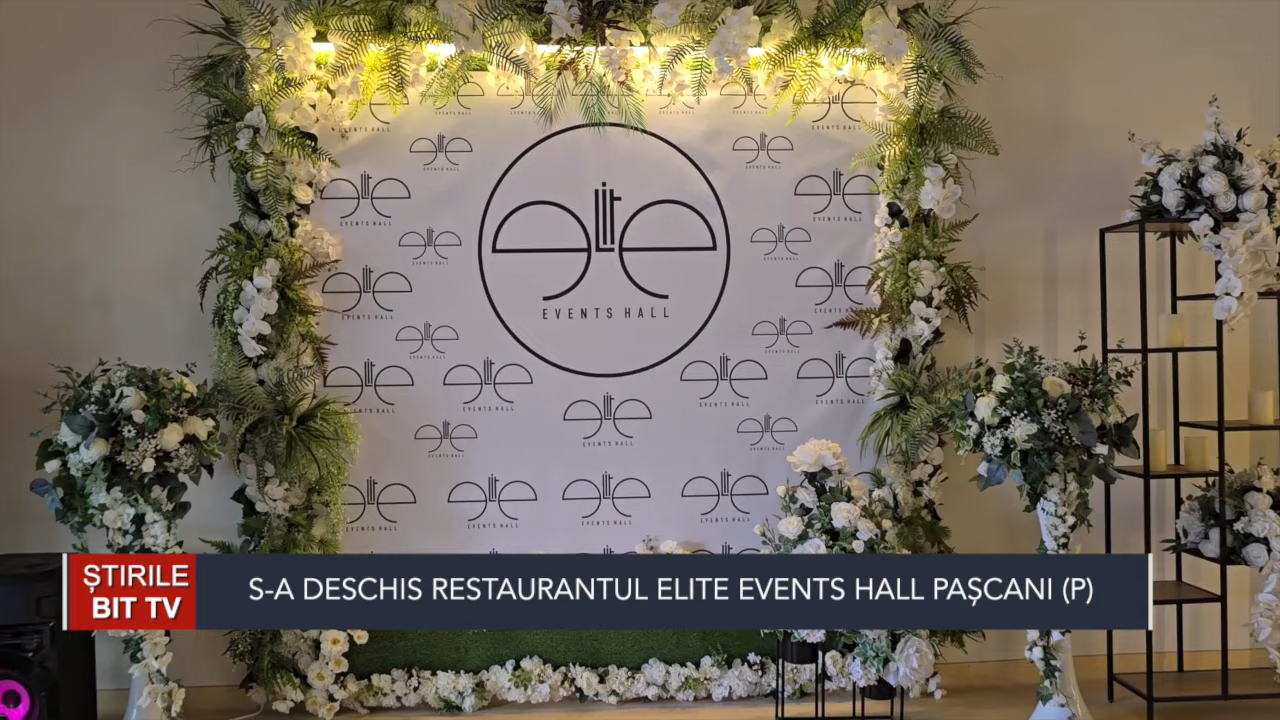 elite
EVENTS HALL
ȘTIRILE
BIT TV
S-A DESCHIS RESTAURANTUL ELITE EVENTS HALL PAȘCANI (P)